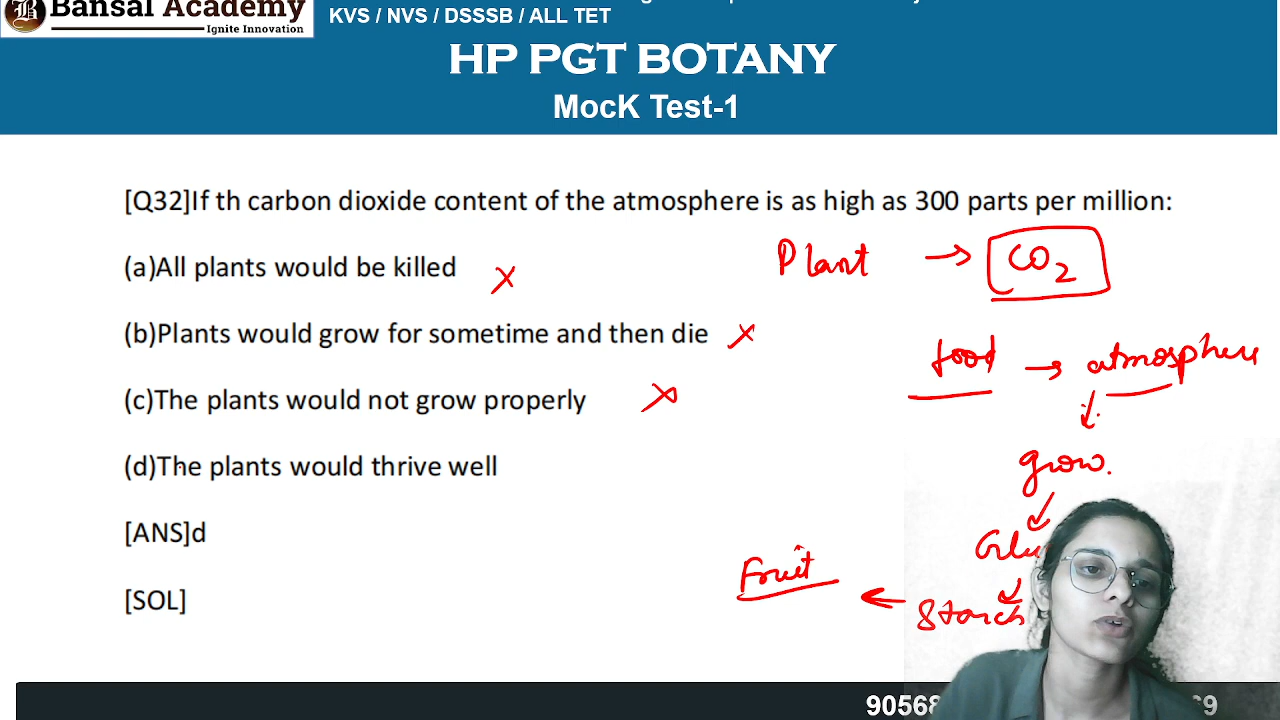 Bansal Academy
Ignite Innovation
KVS / NVS / DSSSB / ALL TET
HP PGT BOTANY
MocK Test-1
[Q32]If th carbon dioxide content of the atmosphere is as high as 300 parts per million:
(a)All plants would be killed
Plant → CO2
(b)Plants would grow for sometime and then die
food → atmosphere
(c)The plants would not grow properly
grow.
(d)The plants would thrive well
[ANS]d
Fruit ← Starch
[SOL]